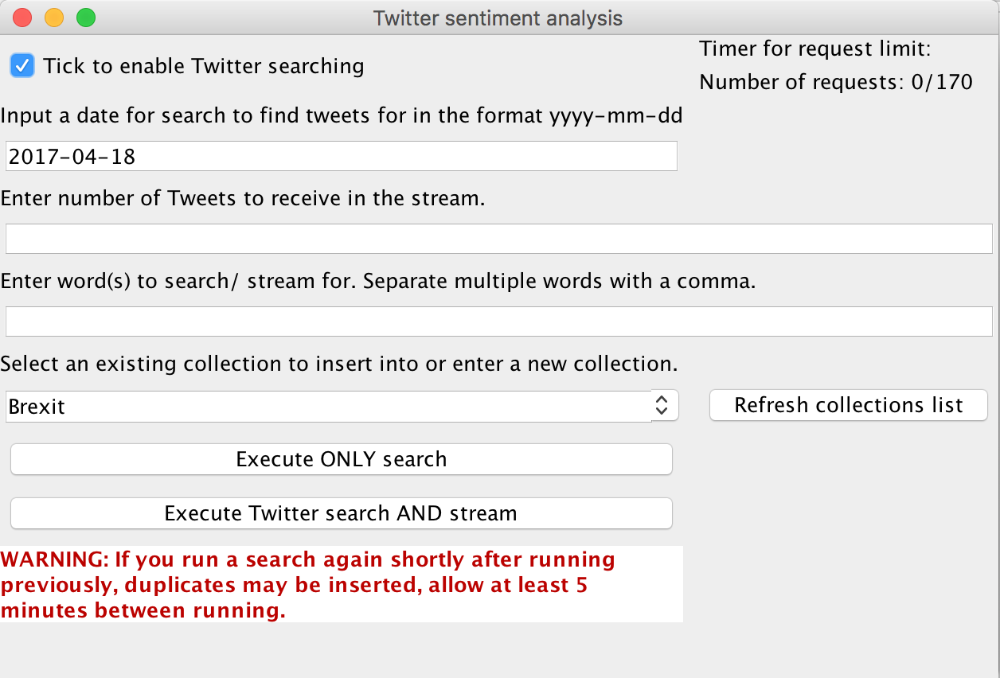 Twitter sentiment analysis
Tick to enable Twitter searching
Timer for request limit:
Number of requests: 0/170
Input a date for search to find tweets for in the format yyyy-mm-dd
2017-04-18
Enter number of Tweets to receive in the stream.
Enter word(s) to search/ stream for. Separate multiple words with a comma.
Select an existing collection to insert into or enter a new collection.
Brexit
Refresh collections list
Execute ONLY search
Execute Twitter search AND stream
WARNING: If you run a search again shortly after running
previously, duplicates may be inserted, allow at least 5
minutes between running.